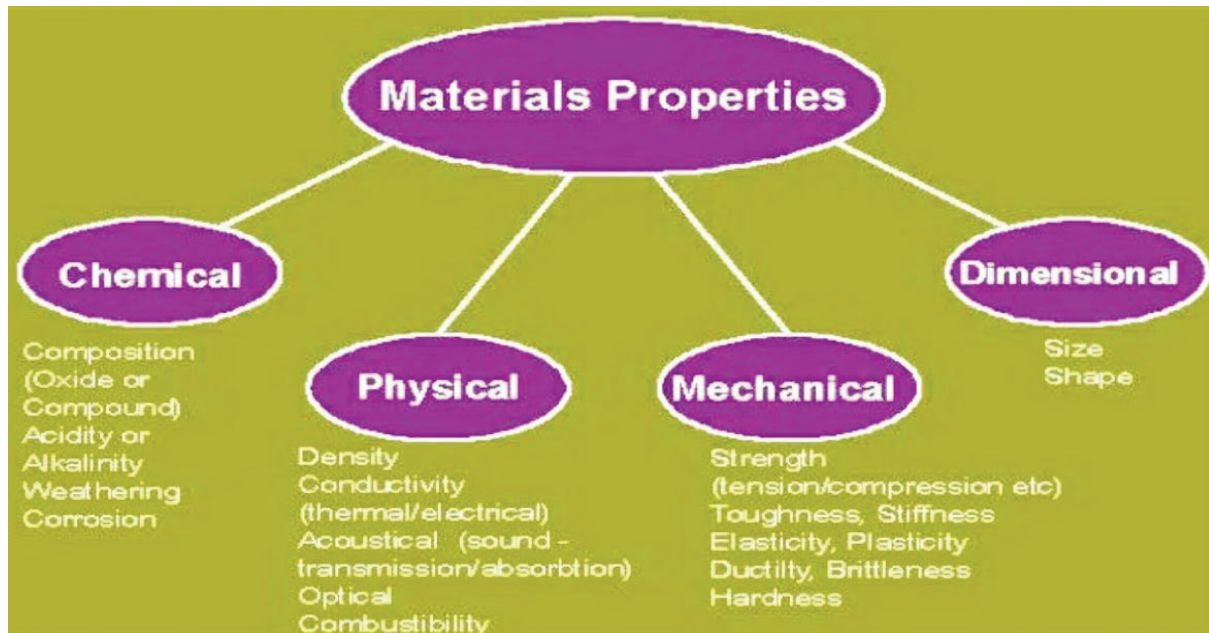 Materials Properties
Chemical
Composition
(Oxide or
Compound)
Acidity or
Alkalinity
Weathering
Corrosion
Physical
Density
Conductivity
(thermal/electrical)
Acoustical (sound -
transmission/absorbtion)
Optical
Combustibility
Mechanical
Strength
(tension/compression etc)
Toughness, Stiffness
Elasticity, Plasticity
Ductilty, Brittleness
Hardness
Dimensional
Size
Shape